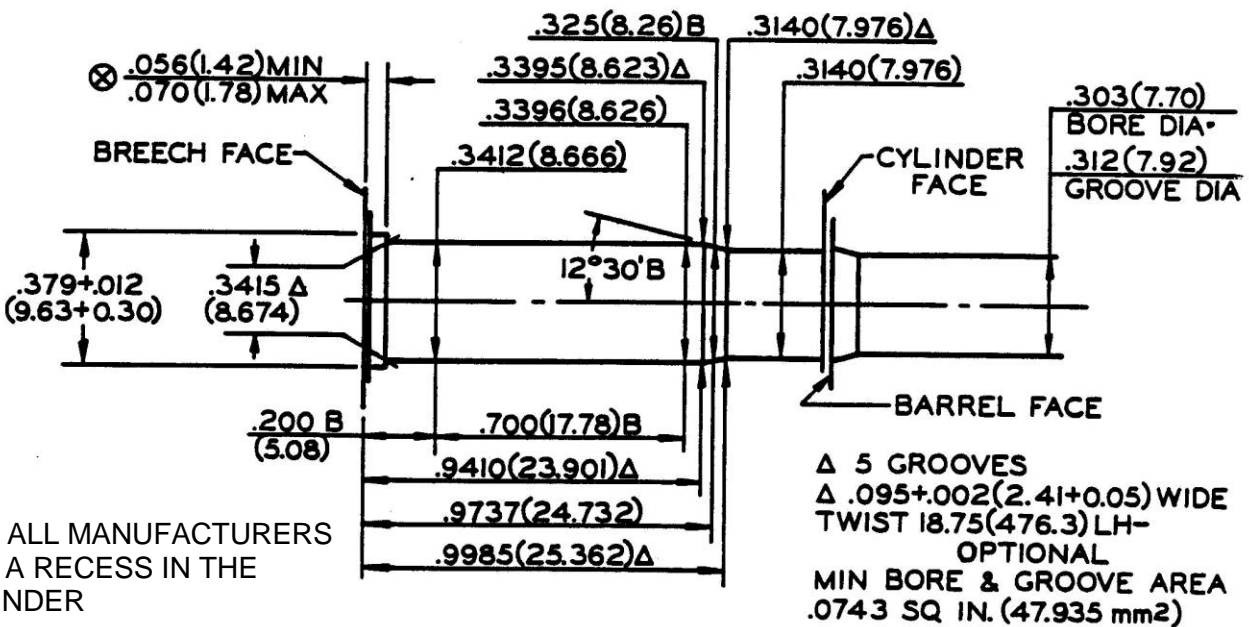 .325(8.26)B
.3140(7.976)Δ
⊗ .056(1.42)MIN
.070(1.78)MAX
.3395(8.623)Δ
.3140(7.976)
.3396(8.626)
.303(7.70)
BORE DIA.
BREECH FACE
.3412(8.666)
CYLINDER
FACE
.312(7.92)
GROOVE DIA
12°30'B
.379+.012
(9.63+0.30)
.3415 Δ
(8.674)
BARREL FACE
.200 B
(5.08)
.700(17.78)B
.9410(23.901)Δ
.9737(24.732)
.9985(25.362)Δ
Δ 5 GROOVES
Δ .095+.002(2.41+0.05) WIDE
TWIST 18.75(476.3) LH-
OPTIONAL
MIN BORE & GROOVE AREA
.0743 SQ IN. (47.935 mm2)
ALL MANUFACTURERS
A RECESS IN THE
NDER